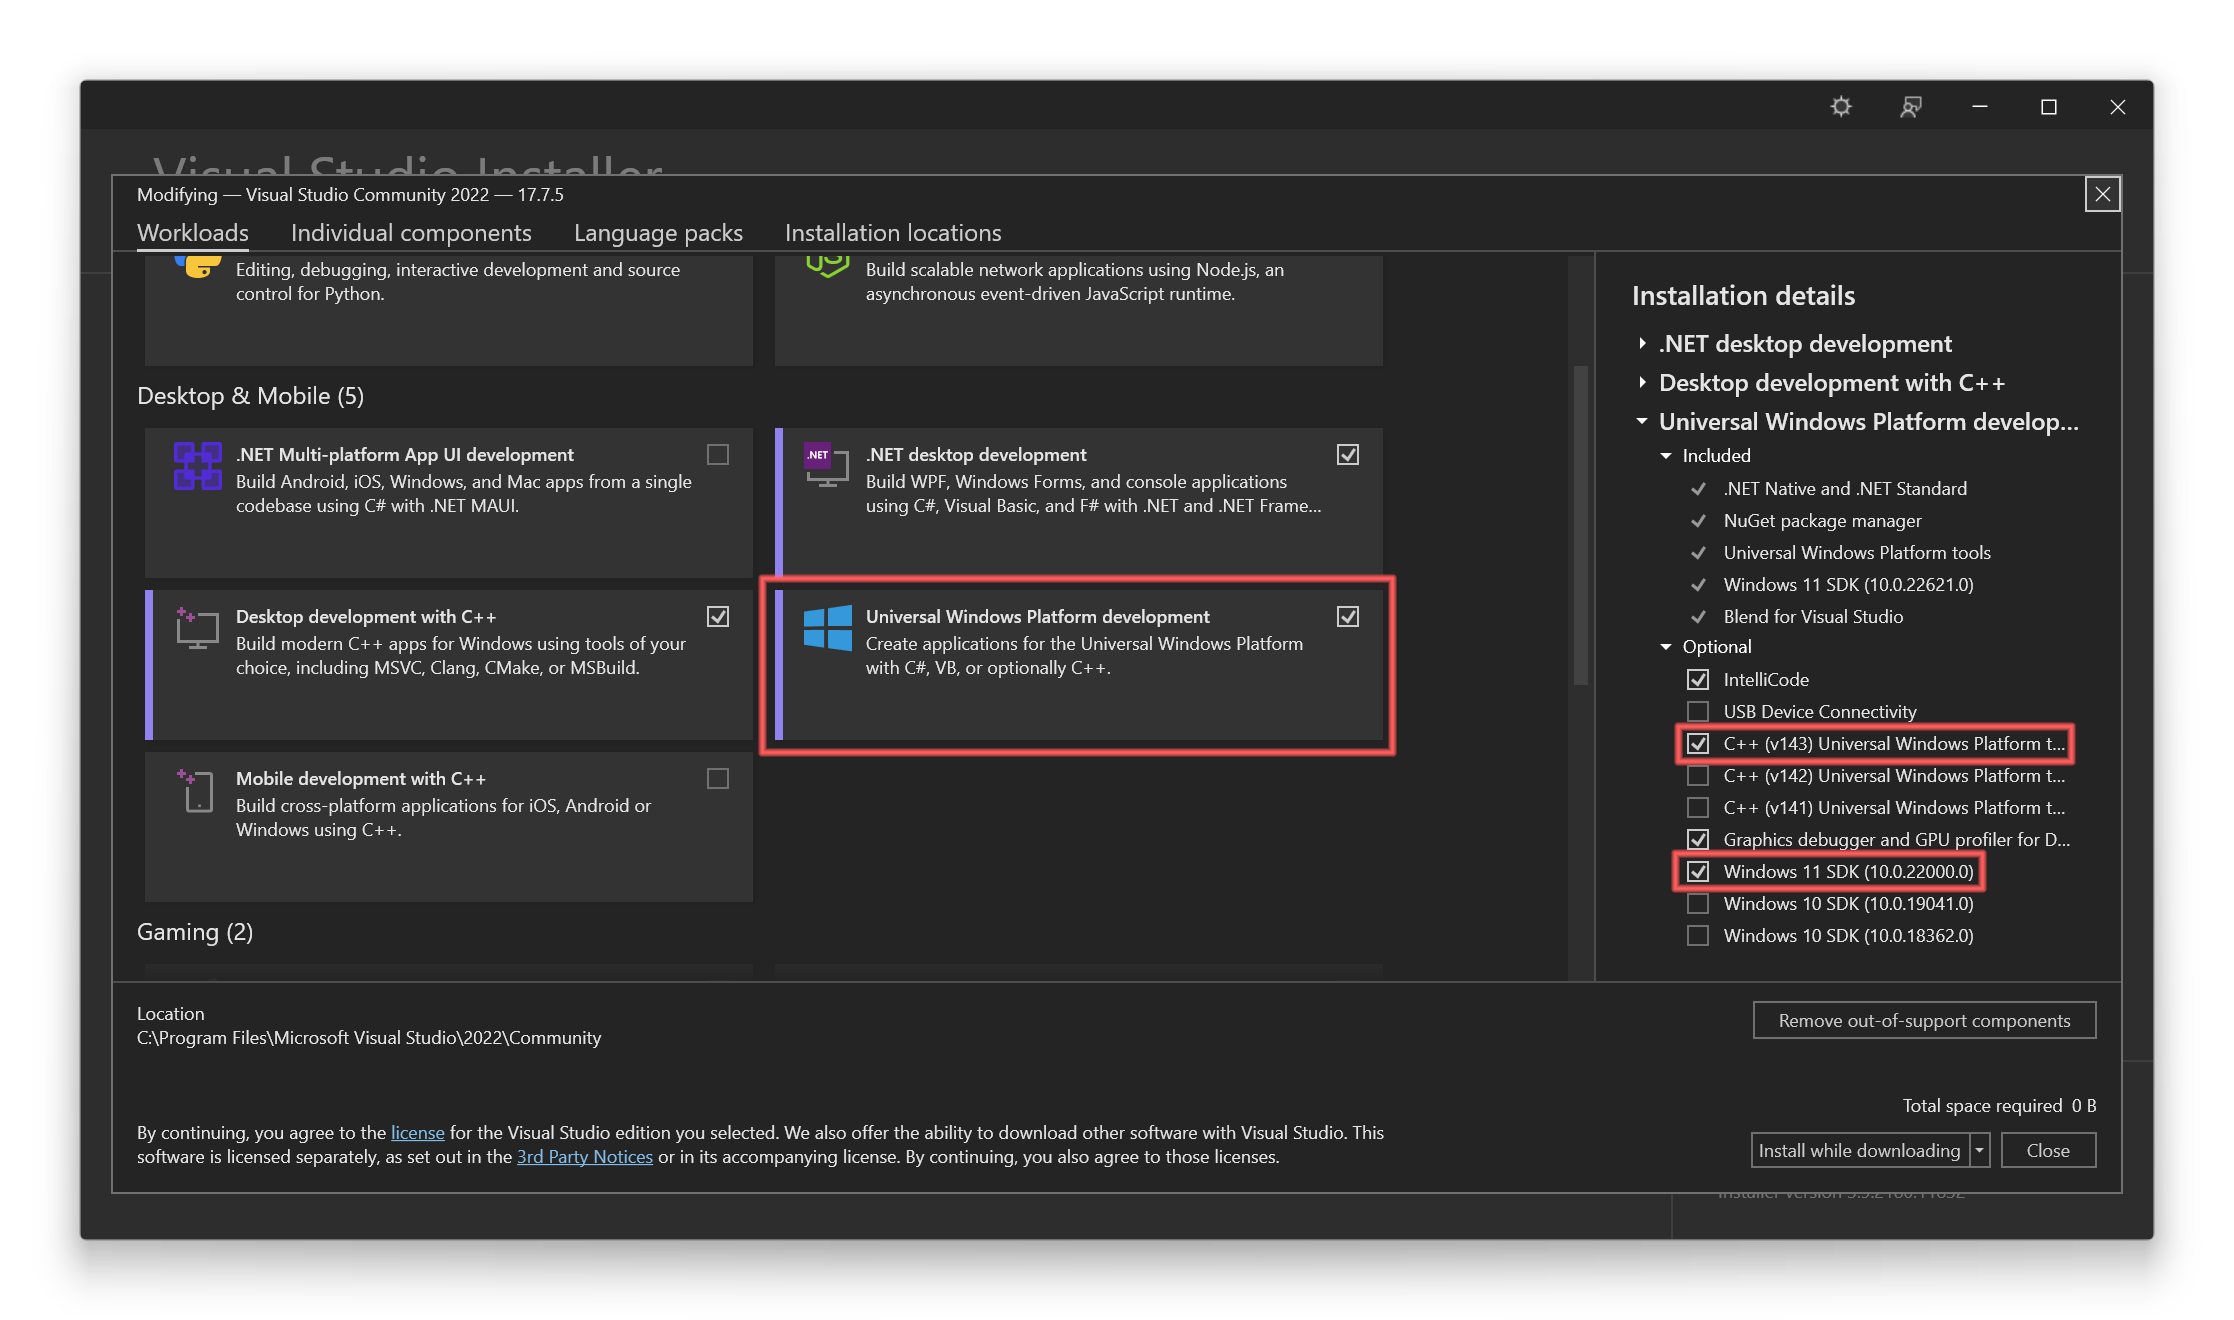 Visual Studio Installer
Modifying — Visual Studio Community 2022 — 17.7.5
Workloads
Individual components
Language packs
Installation locations
Editing, debugging, interactive development and source
control for Python.
Build scalable network applications using Node.js, an
asynchronous event-driven JavaScript runtime.
Desktop & Mobile (5)
.NET Multi-platform App UI development
Build Android, iOS, Windows, and Mac apps from a single
codebase using C# with .NET MAUI.
.NET
.NET desktop development
Build WPF, Windows Forms, and console applications
using C#, Visual Basic, and F# with .NET and .NET Frame...
Desktop development with C++
Build modern C++ apps for Windows using tools of your
choice, including MSVC, Clang, CMake, or MSBuild.
Universal Windows Platform development
Create applications for the Universal Windows Platform
with C#, VB, or optionally C++.
Mobile development with C++
Build cross-platform applications for iOS, Android or
Windows using C++.
Gaming (2)
Installation details
.NET desktop development
Desktop development with C++
Universal Windows Platform develop...
Included
.NET Native and .NET Standard
NuGet package manager
Universal Windows Platform tools
Windows 11 SDK (10.0.22621.0)
Blend for Visual Studio
Optional
IntelliCode
USB Device Connectivity
C++ (v143) Universal Windows Platform t...
C++ (v142) Universal Windows Platform t...
C++ (v141) Universal Windows Platform t...
Graphics debugger and GPU profiler for D...
Windows 11 SDK (10.0.22000.0)
Windows 10 SDK (10.0.19041.0)
Windows 10 SDK (10.0.18362.0)
Location
C:\Program Files\Microsoft Visual Studio\2022\Community
Remove out-of-support components
Total space required 0 B
By continuing, you agree to the license for the Visual Studio edition you selected. We also offer the ability to download other software with Visual Studio. This
software is licensed separately, as set out in the 3rd Party Notices or in its accompanying license. By continuing, you also agree to those licenses.
Install while downloading
Close
Installer version